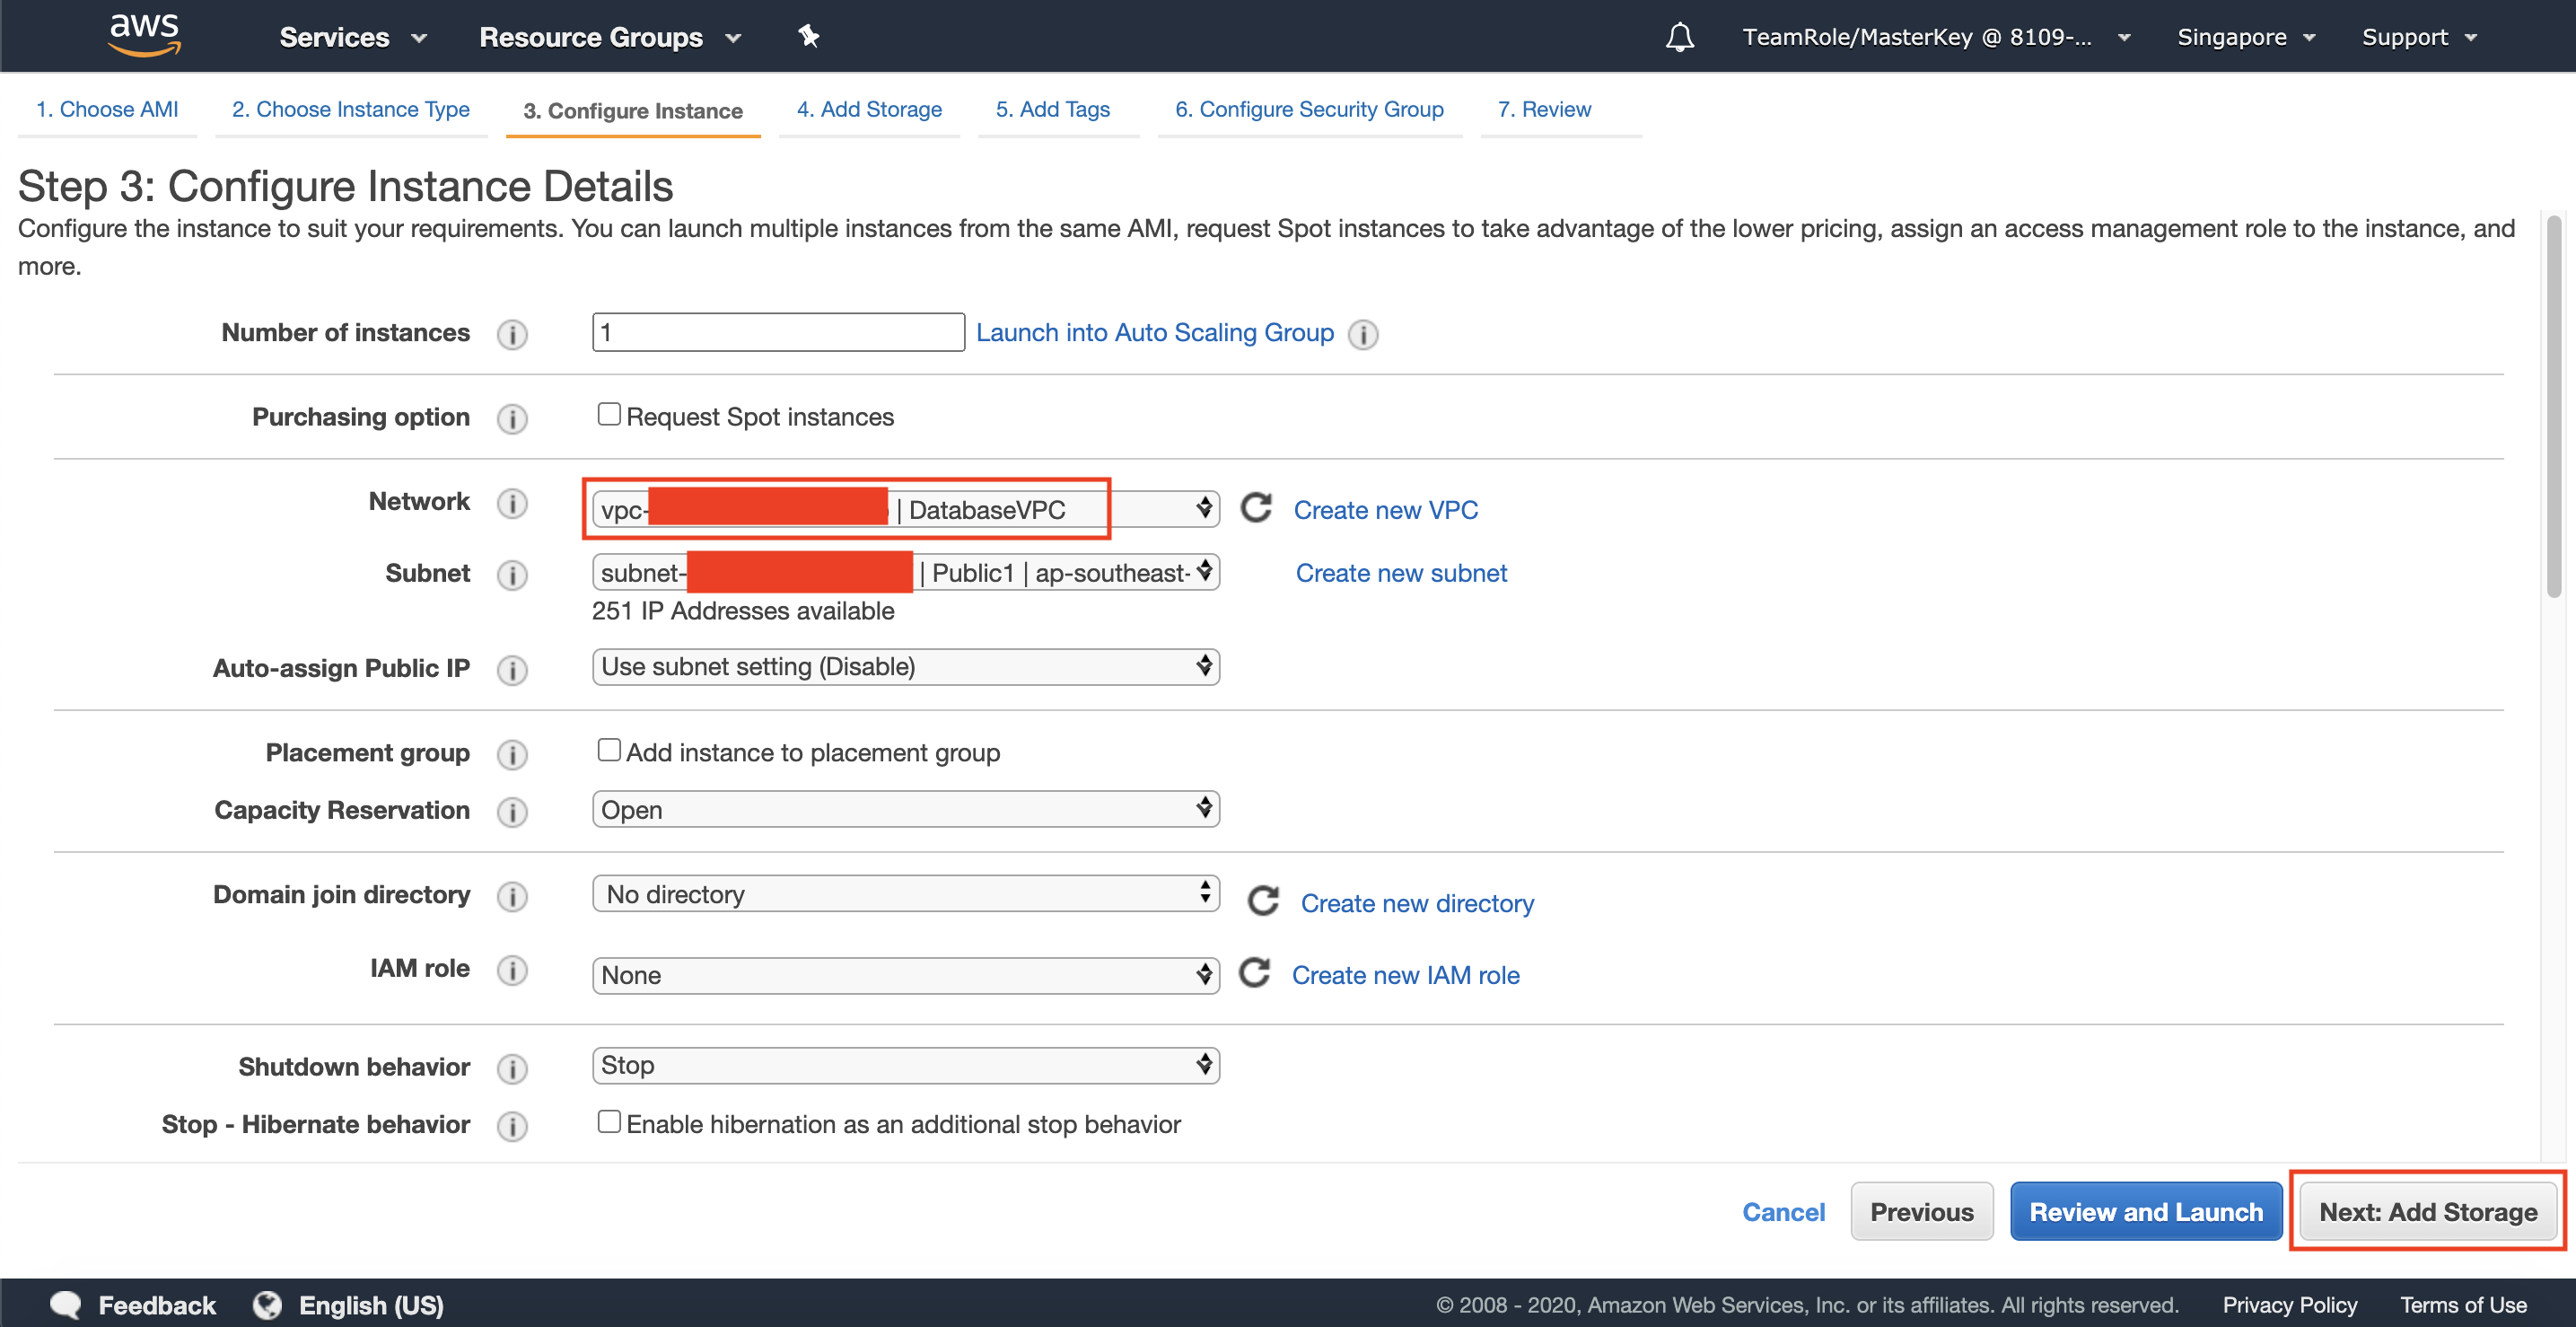 aws Services Resource Groups TeamRole/MasterKey @ 8109-... Singapore Support
1. Choose AMI 2. Choose Instance Type 3. Configure Instance 4. Add Storage 5. Add Tags 6. Configure Security Group 7. Review
Step 3: Configure Instance Details
Configure the instance to suit your requirements. You can launch multiple instances from the same AMI, request Spot instances to take advantage of the lower pricing, assign an access management role to the instance, and
more.
Number of instances i 1 Launch into Auto Scaling Group i
Purchasing option i Request Spot instances
Network i vpc- | DatabaseVPC Create new VPC
Subnet i subnet- | Public1 | ap-southeast- Create new subnet
251 IP Addresses available
Auto-assign Public IP i Use subnet setting (Disable)
Placement group i Add instance to placement group
Capacity Reservation i Open
Domain join directory i No directory Create new directory
IAM role i None Create new IAM role
Shutdown behavior i Stop
Stop - Hibernate behavior i Enable hibernation as an additional stop behavior
Cancel Previous Review and Launch Next: Add Storage
Feedback English (US) © 2008 - 2020, Amazon Web Services, Inc. or its affiliates. All rights reserved. Privacy Policy Terms of Use